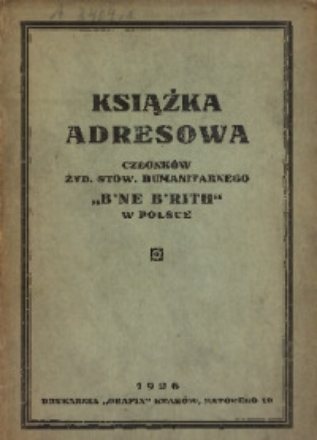 KSIĄŻKA
ADRESOWA
CZŁONKÓW
ŻYD. STOW. HUMANITARNEGO
„B'NE B'RITH"
W POLSCE
1926
DRUKARNIA „GRAFIA" KRAKÓW, BATOREGO 10